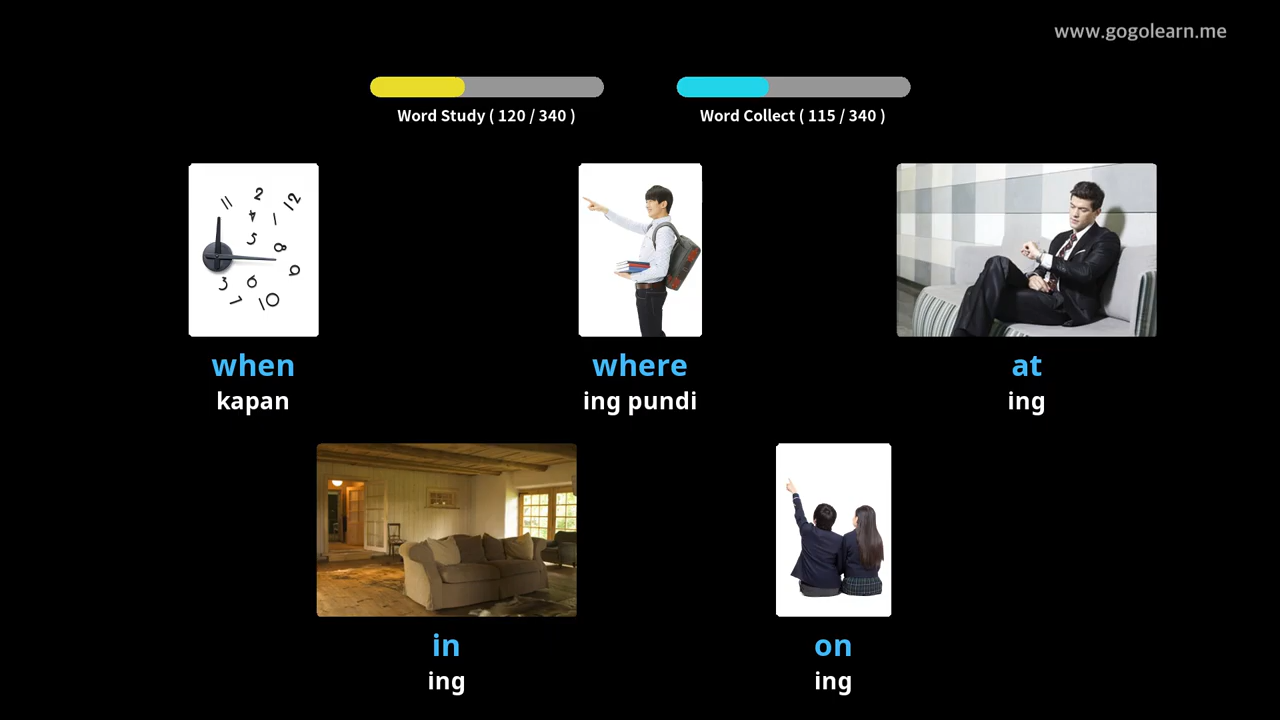 www.gogolearn.me
Word Study ( 120 / 340 )
Word Collect ( 115 / 340 )
when
kapan
where
ing pundi
at
ing
in
ing
on
ing